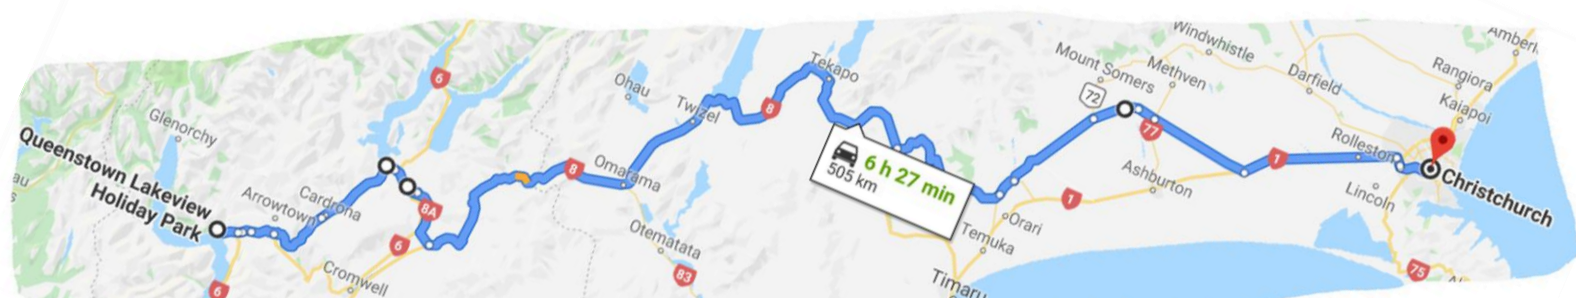 Windwhistle
Amberl
Mount Somers
Methven
Darfield
Rangiora
Kaiapoi
Tekapo
Ohau
Twizel
6
8
72
77
1
Rolleston
Glenorchy
Queenstown Lakeview
Holiday Park
Arrowtown
Cardrona
8
Omarama
6 h 27 min
505 km
Ashburton
Lincoln
Christchurch
8A
6
1
Orari
Temuka
Otematata
83
Cromwell
6
Timaru
75
au
s